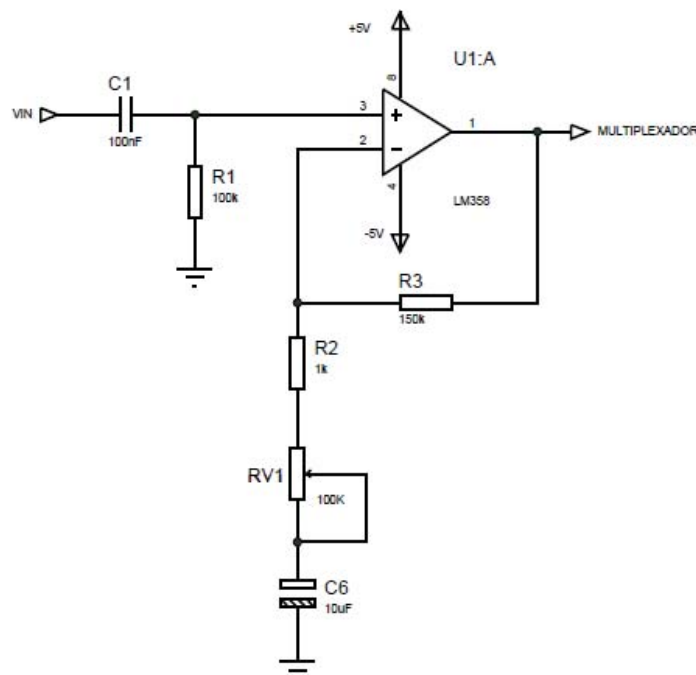 +5V
U1:A
8
C1
VIN
3
1
MULTIPLEXADOR
100nF
2
R1
100k
4
LM358
-5V
R3
150k
R2
1k
RV1
100K
C6
10uF